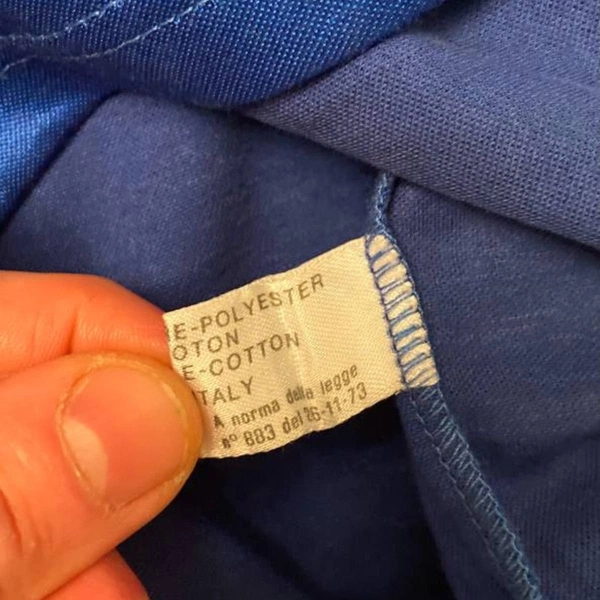 E-POLYESTER
OTON
E-COTTON
TALY
A norma della legge
n° 883 del 26-11-73